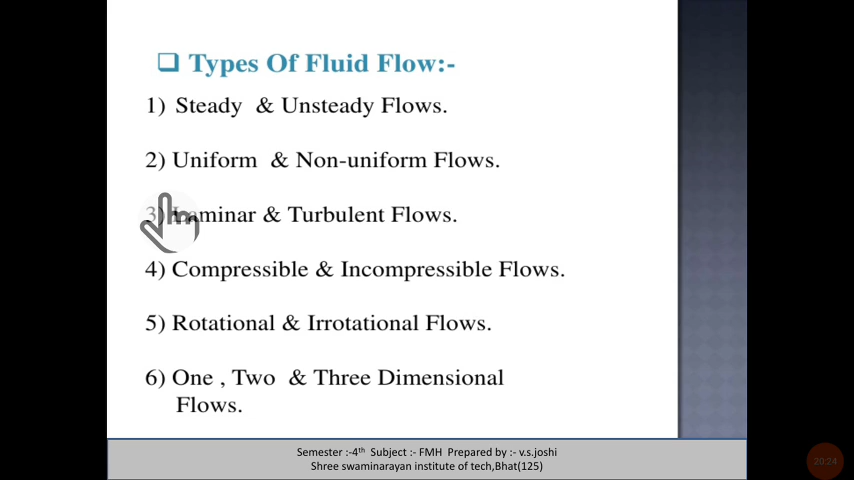 ❑ Types Of Fluid Flow:-
1) Steady & Unsteady Flows.
2) Uniform & Non-uniform Flows.
3) Laminar & Turbulent Flows.
4) Compressible & Incompressible Flows.
5) Rotational & Irrotational Flows.
6) One , Two & Three Dimensional
Flows.
Semester :-4th Subject :- FMH Prepared by :- v.s.joshi
Shree swaminarayan institute of tech,Bhat(125)
20:24